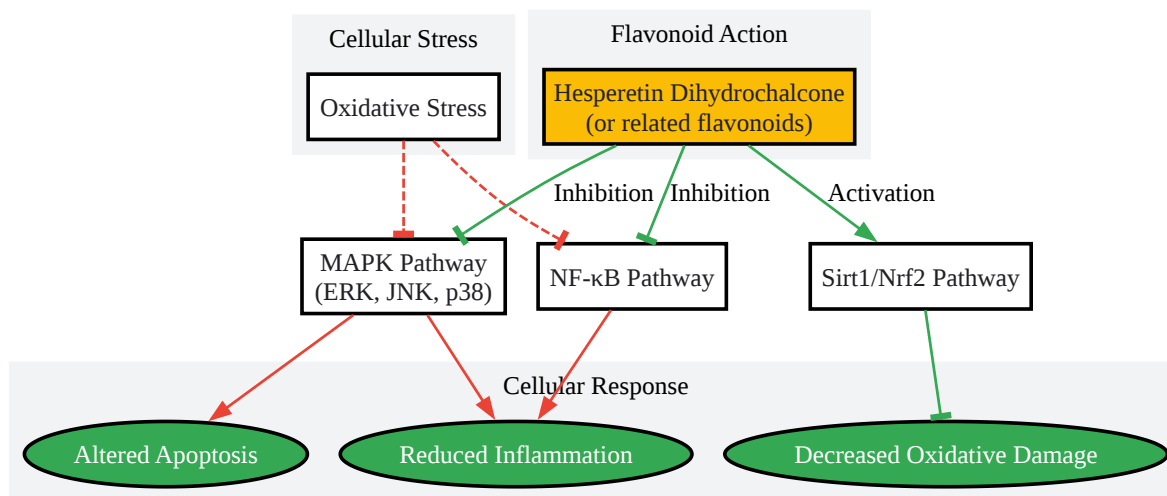 Cellular Stress
Flavonoid Action
Oxidative Stress
Hesperetin Dihydrochalcone
(or related flavonoids)
Inhibition
Inhibition
Activation
MAPK Pathway
(ERK, JNK, p38)
NF-κB Pathway
Sirt1/Nrf2 Pathway
Cellular Response
Altered Apoptosis
Reduced Inflammation
Decreased Oxidative Damage